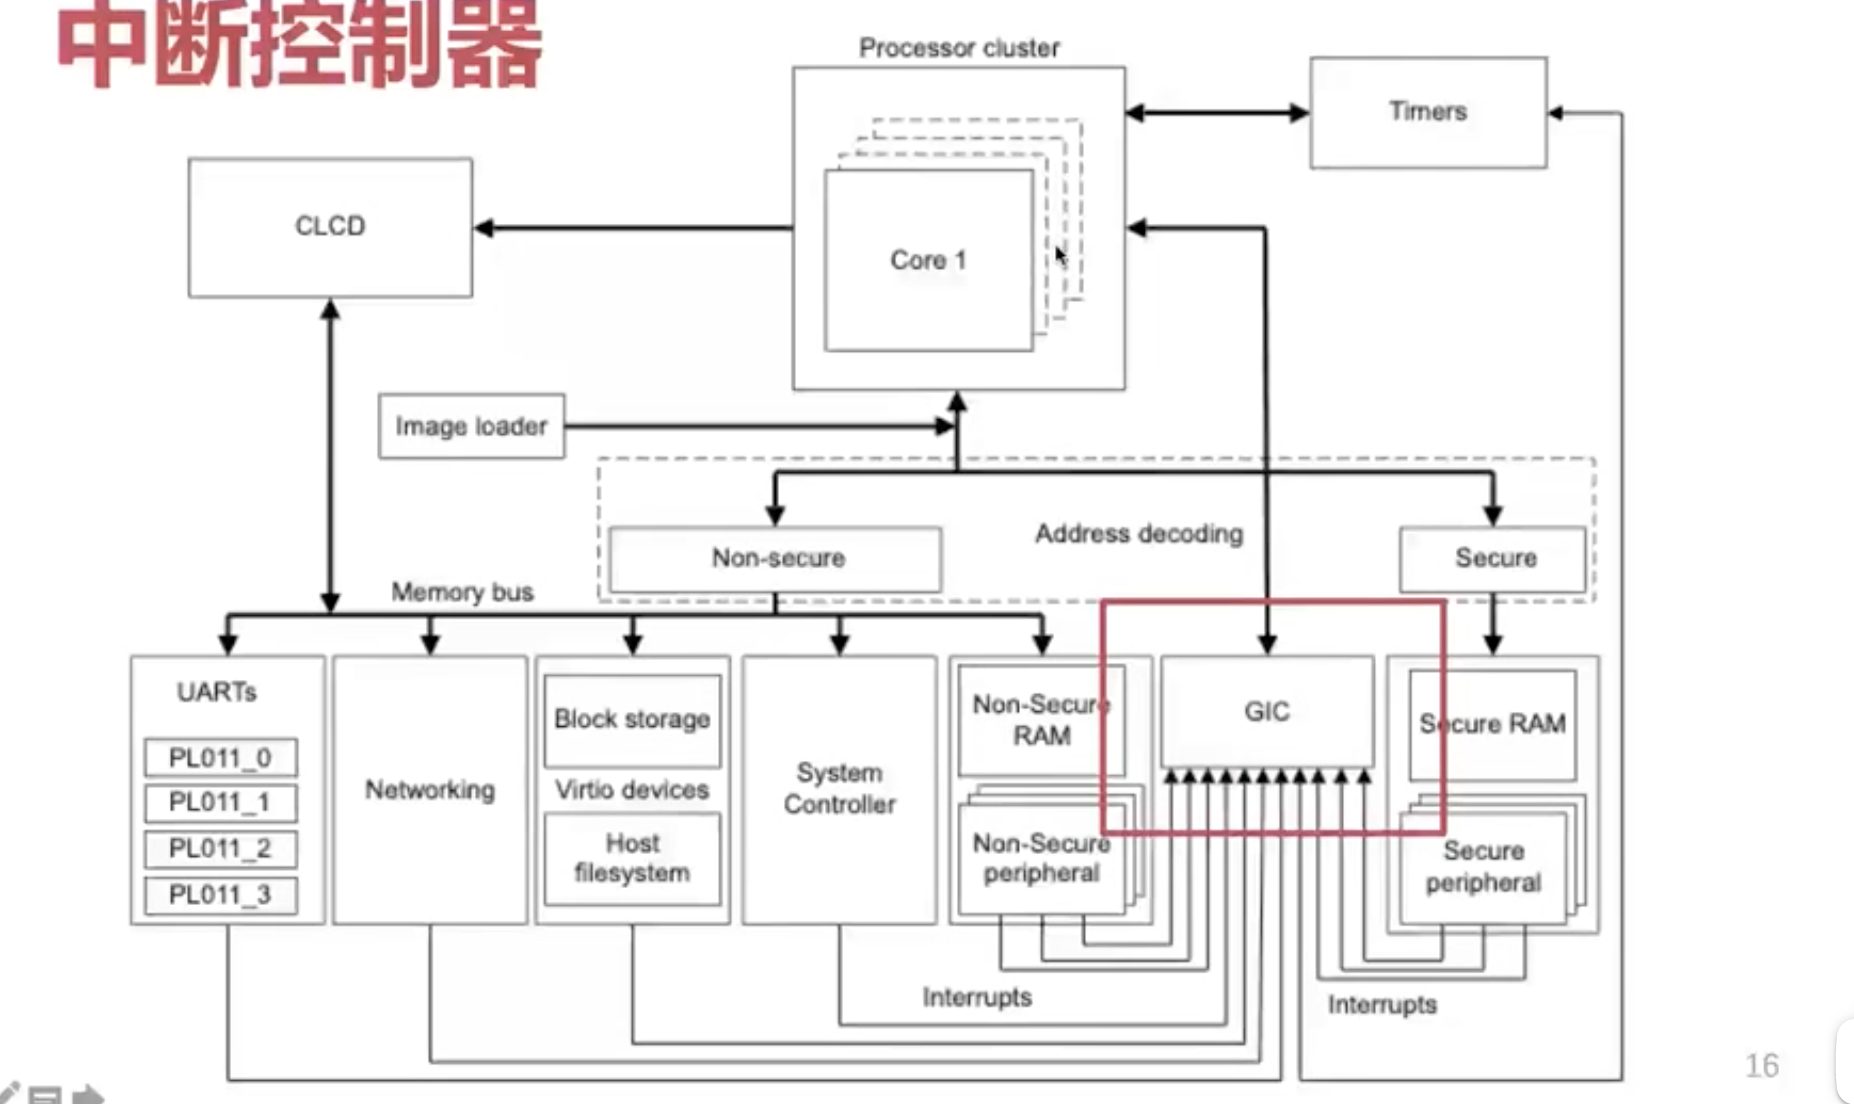 中断控制器
Processor cluster
Timers
CLCD
Core 1
Image loader
Address decoding
Non-secure
Secure
Memory bus
UARTs
PL011_0
PL011_1
PL011_2
PL011_3
Networking
Block storage
Virtio devices
Host
filesystem
System
Controller
Non-Secure
RAM
Non-Secure
peripheral
GIC
Secure RAM
Secure
peripheral
Interrupts
Interrupts
16